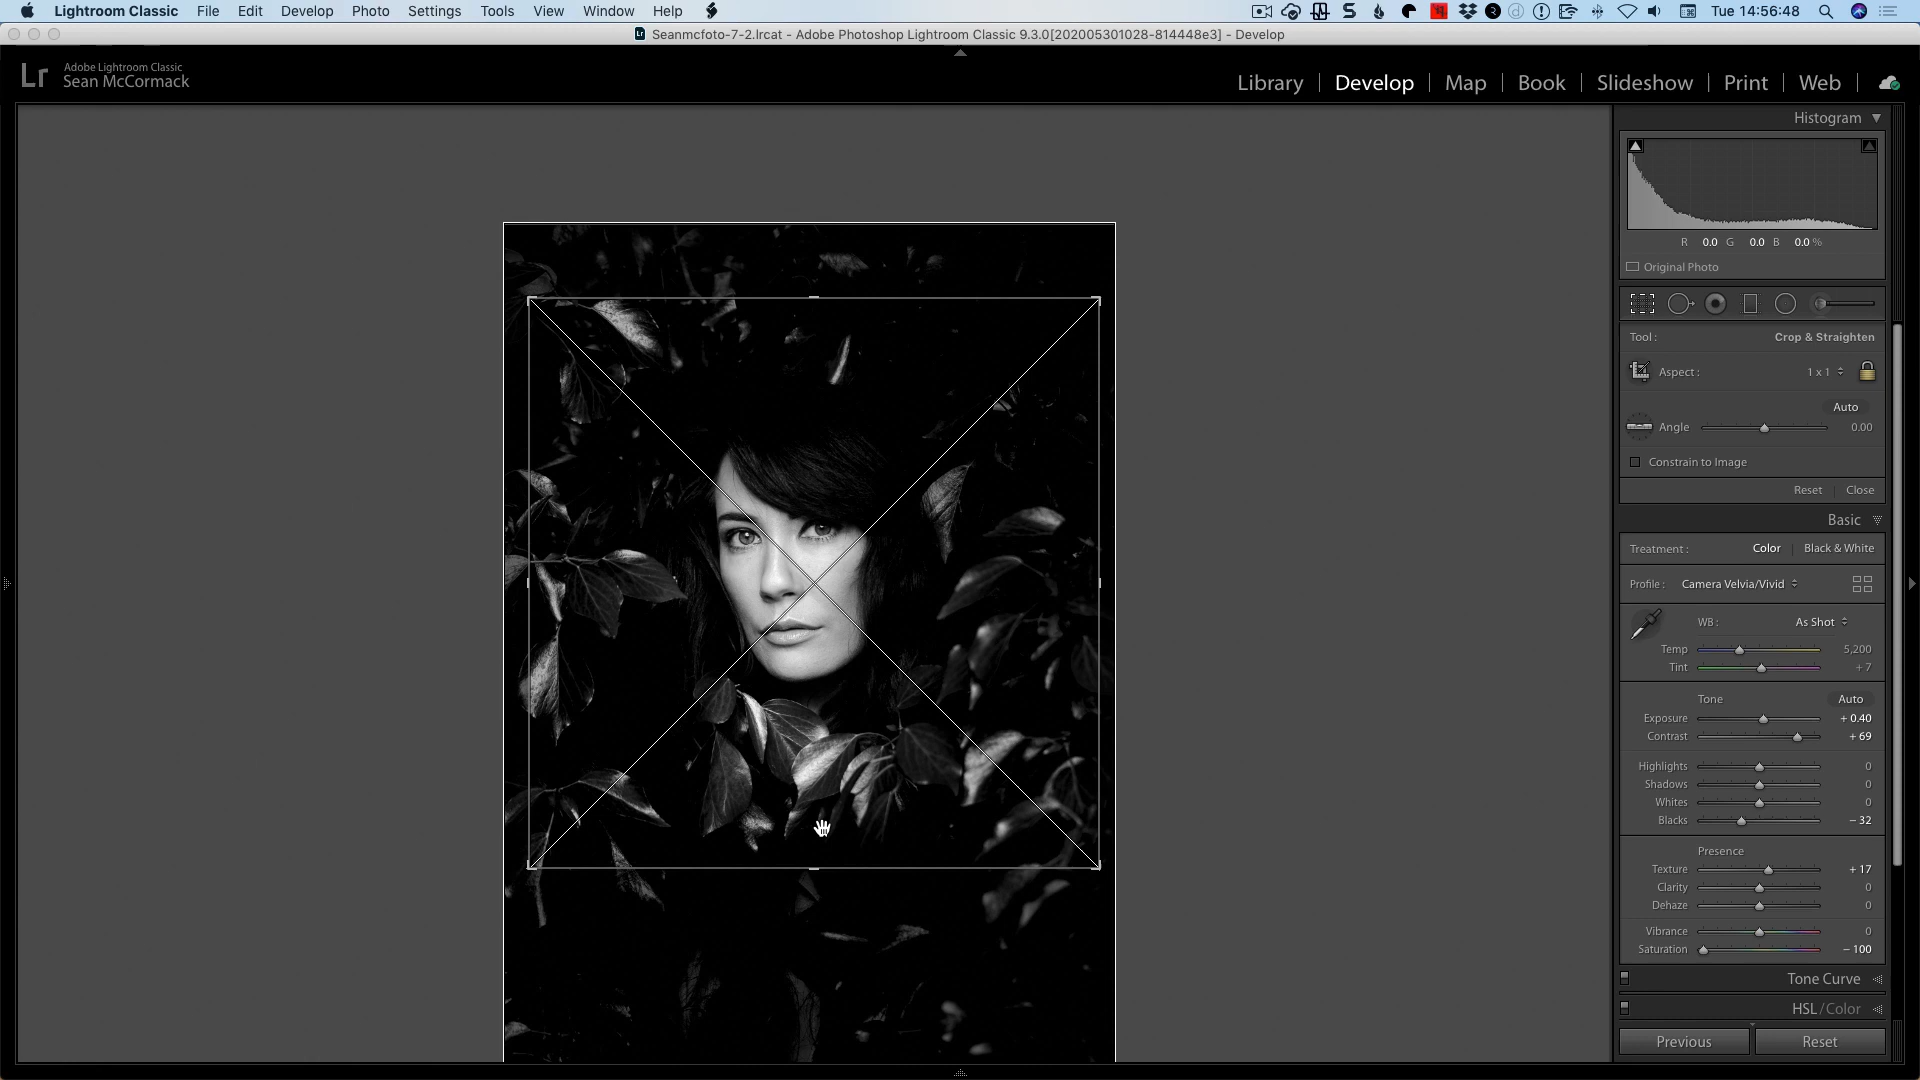 Lightroom Classic File Edit Develop Photo Settings Tools View Window Help Tue 14:56:48
Seanmcfoto-7-2.lrcat - Adobe Photoshop Lightroom Classic 9.3.0[202005301028-814448e3] - Develop
Lr Adobe Lightroom Classic
Sean McCormack
Library | Develop | Map | Book | Slideshow | Print | Web |
Histogram
R 0.0 G 0.0 B 0.0 %
Original Photo
Tool : Crop & Straighten
Aspect : 1 x 1
Auto
Angle 0.00
Constrain to Image
Reset | Close
Basic
Treatment : Color | Black & White
Profile : Camera Velvia/Vivid
WB : As Shot
Temp 5,200
Tint + 7
Tone Auto
Exposure + 0.40
Contrast + 69
Highlights 0
Shadows 0
Whites 0
Blacks − 32
Presence
Texture + 17
Clarity 0
Dehaze 0
Vibrance 0
Saturation − 100
Tone Curve
HSL / Color
Previous Reset